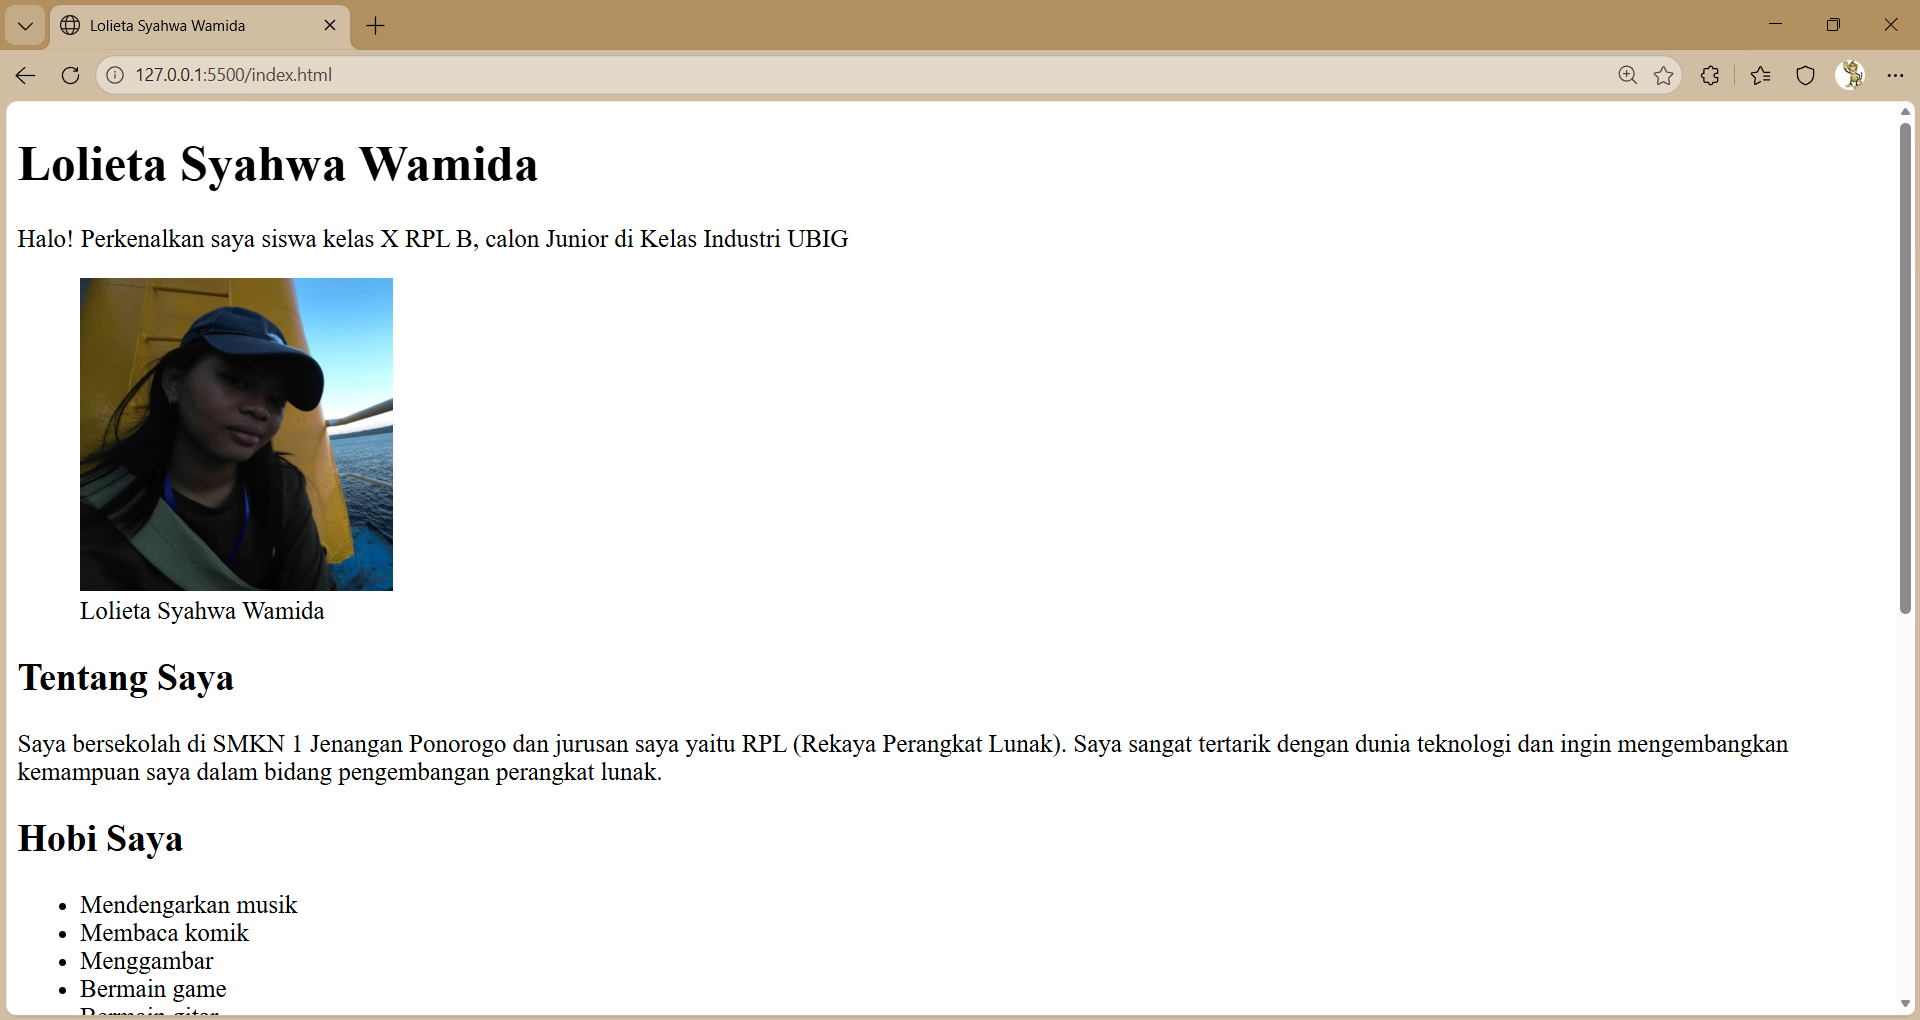 Lolieta Syahwa Wamida
127.0.0.1:5500/index.html
Lolieta Syahwa Wamida
Halo! Perkenalkan saya siswa kelas X RPL B, calon Junior di Kelas Industri UBIG
Lolieta Syahwa Wamida
Tentang Saya
Saya bersekolah di SMKN 1 Jenangan Ponorogo dan jurusan saya yaitu RPL (Rekaya Perangkat Lunak). Saya sangat tertarik dengan dunia teknologi dan ingin mengembangkan
kemampuan saya dalam bidang pengembangan perangkat lunak.
Hobi Saya
Mendengarkan musik
Membaca komik
Menggambar
Bermain game
Bermain gitar